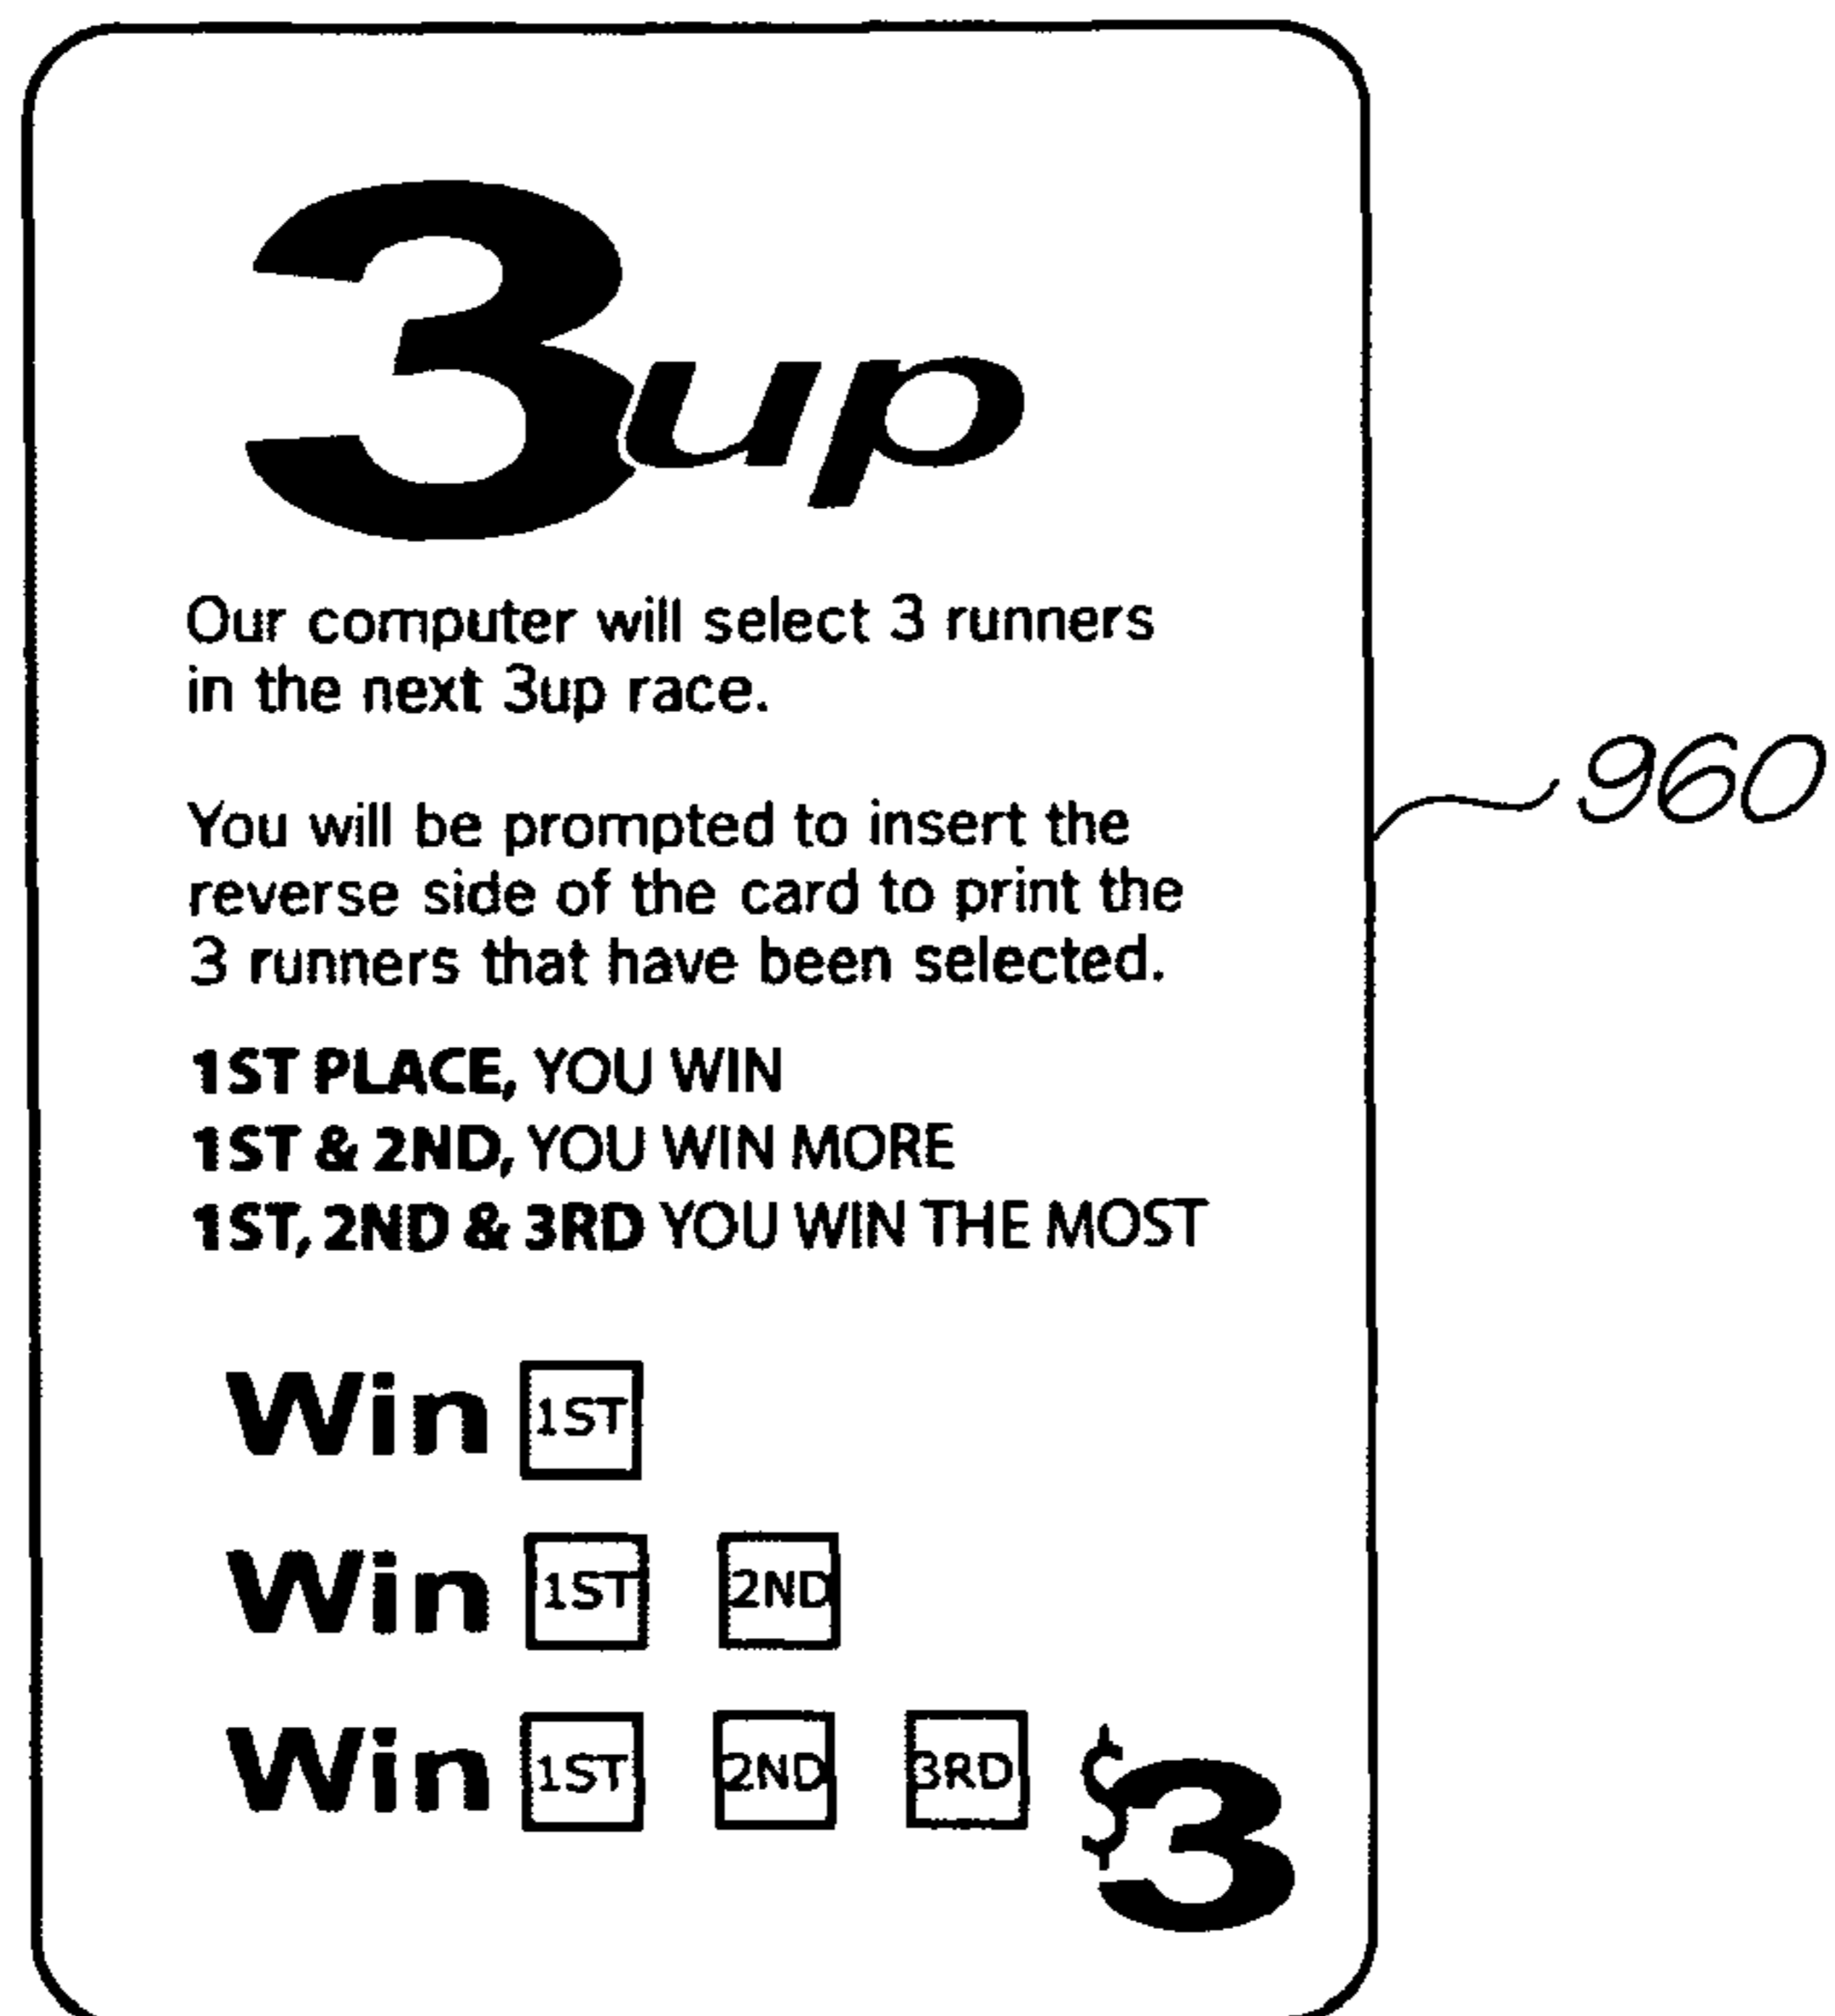 3up
Our computer will select 3 runners
in the next 3up race.
960
You will be prompted to insert the
reverse side of the card to print the
3 runners that have been selected.
1ST PLACE, YOU WIN
1ST & 2ND, YOU WIN MORE
1ST, 2ND & 3RD YOU WIN THE MOST
Win 1ST
Win 1ST 2ND
Win 1ST 2ND 3RD
$3